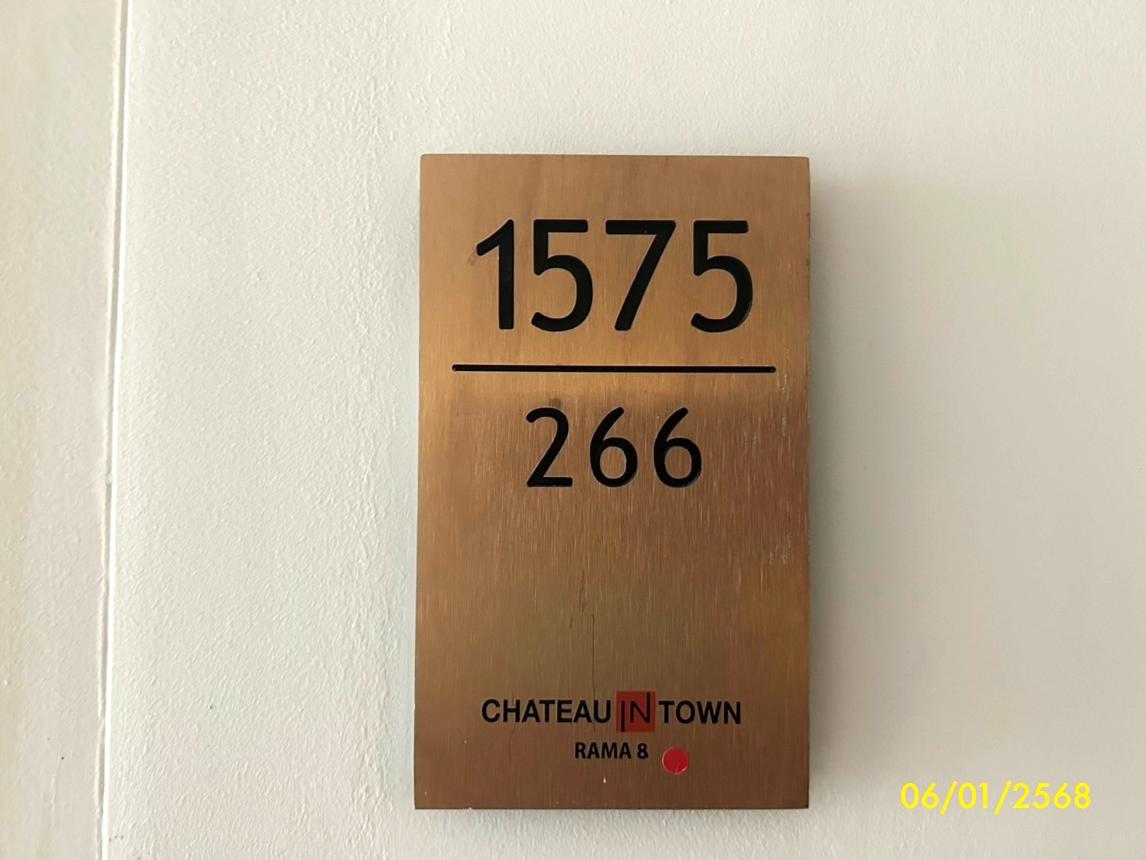 1575
266
CHATEAU IN TOWN
RAMA 8
06/01/2568